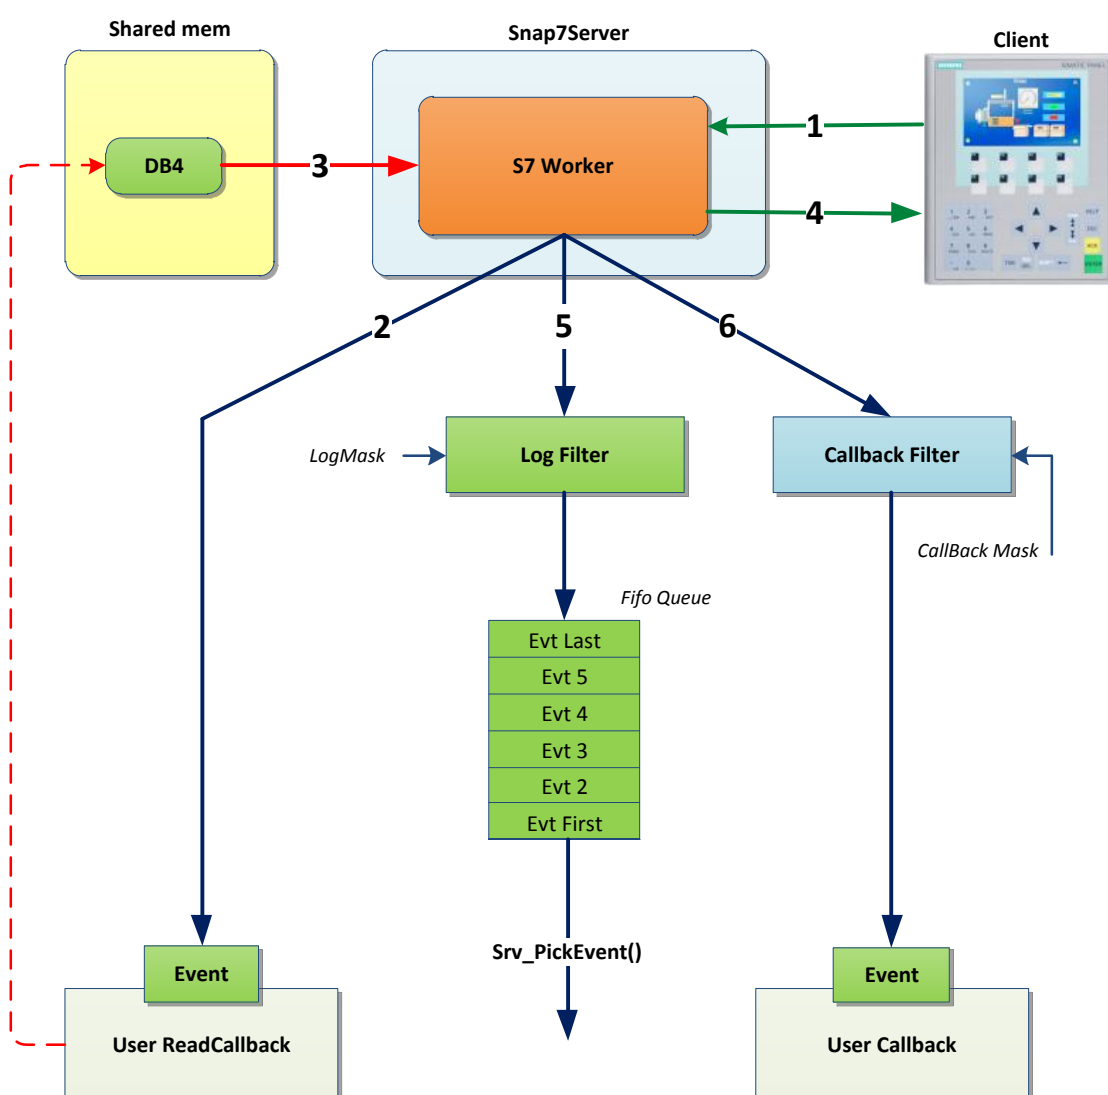 Shared mem
Snap7Server
Client
DB4
3
S7 Worker
1
4
2
5
6
LogMask
Log Filter
Callback Filter
CallBack Mask
Fifo Queue
Evt Last
Evt 5
Evt 4
Evt 3
Evt 2
Evt First
Srv_PickEvent()
Event
User ReadCallback
Event
User Callback